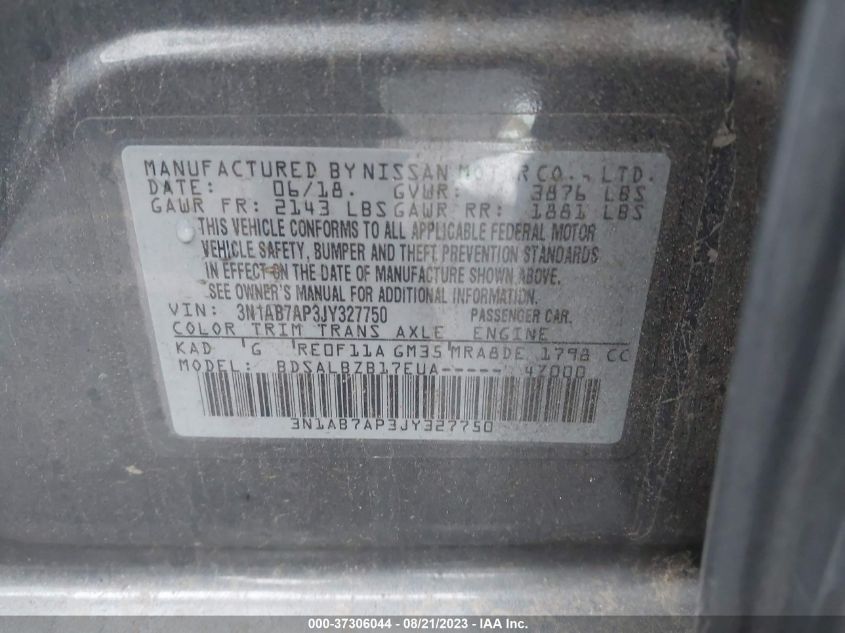 MANUFACTURED BY NISSAN MOTOR CO., LTD.
DATE: 06/18. GVWR: 3876 LBS
GAWR FR: 2143 LBS GAWR RR: 1881 LBS
THIS VEHICLE CONFORMS TO ALL APPLICABLE FEDERAL MOTOR
VEHICLE SAFETY, BUMPER AND THEFT PREVENTION STANDARDS
IN EFFECT ON THE DATE OF MANUFACTURE SHOWN ABOVE.
SEE OWNER'S MANUAL FOR ADDITIONAL INFORMATION.
VIN: 3N1AB7AP3JY327750 PASSENGER CAR.
COLOR TRIM TRANS AXLE ENGINE
KAD G RE0F11A GM35 MRA8DE 1798 CC
MODEL: BDSALBZB17EUA----- 4Z000
3N1AB7AP3JY327750
000-37306044 - 08/21/2023 - IAA Inc.